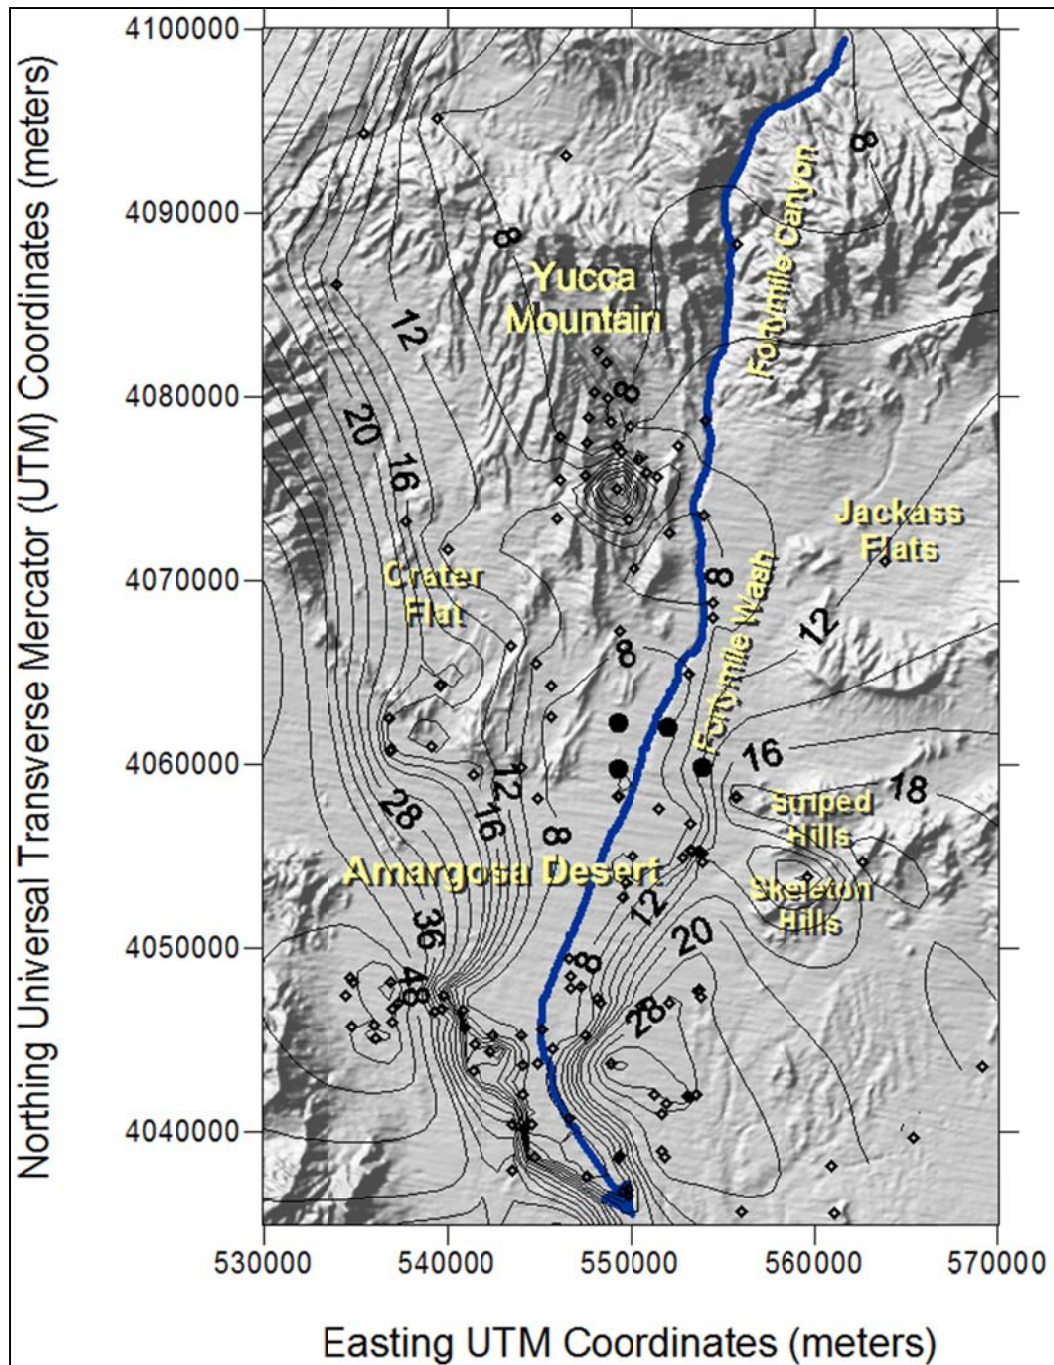 Northing Universal Transverse Mercator (UTM) Coordinates (meters)
4100000
4090000
4080000
4070000
4060000
4050000
4040000
8
8
Fortymile Canyon
Yucca
Mountain
12
8
20
16
Jackass
Flats
Crater
Flat
8
12
Fortymile Wash
8
16
18
12
28
16
8
Striped
Hills
Amargosa Desert
Skeleton
Hills
12
36
20
8
48
28
530000
540000
550000
560000
570000
Easting UTM Coordinates (meters)